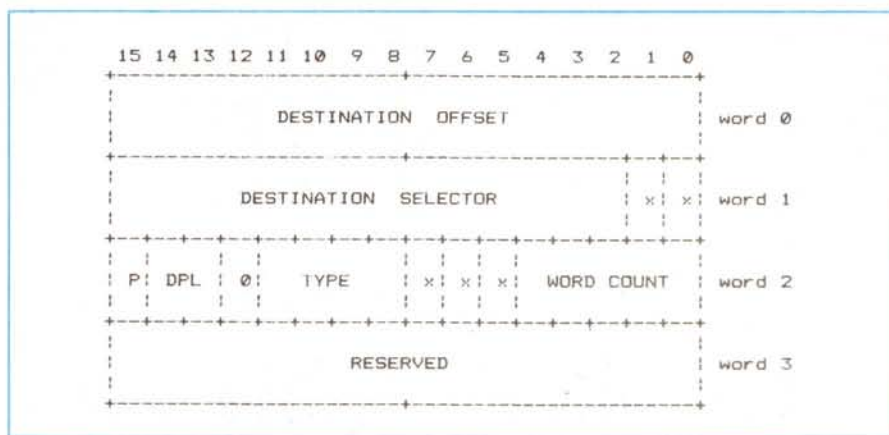 15 14 13 12 11 10 9 8 7 6 5 4 3 2 1 0
DESTINATION OFFSET word 0
DESTINATION SELECTOR x x word 1
P DPL 0 TYPE x x x WORD COUNT word 2
RESERVED word 3